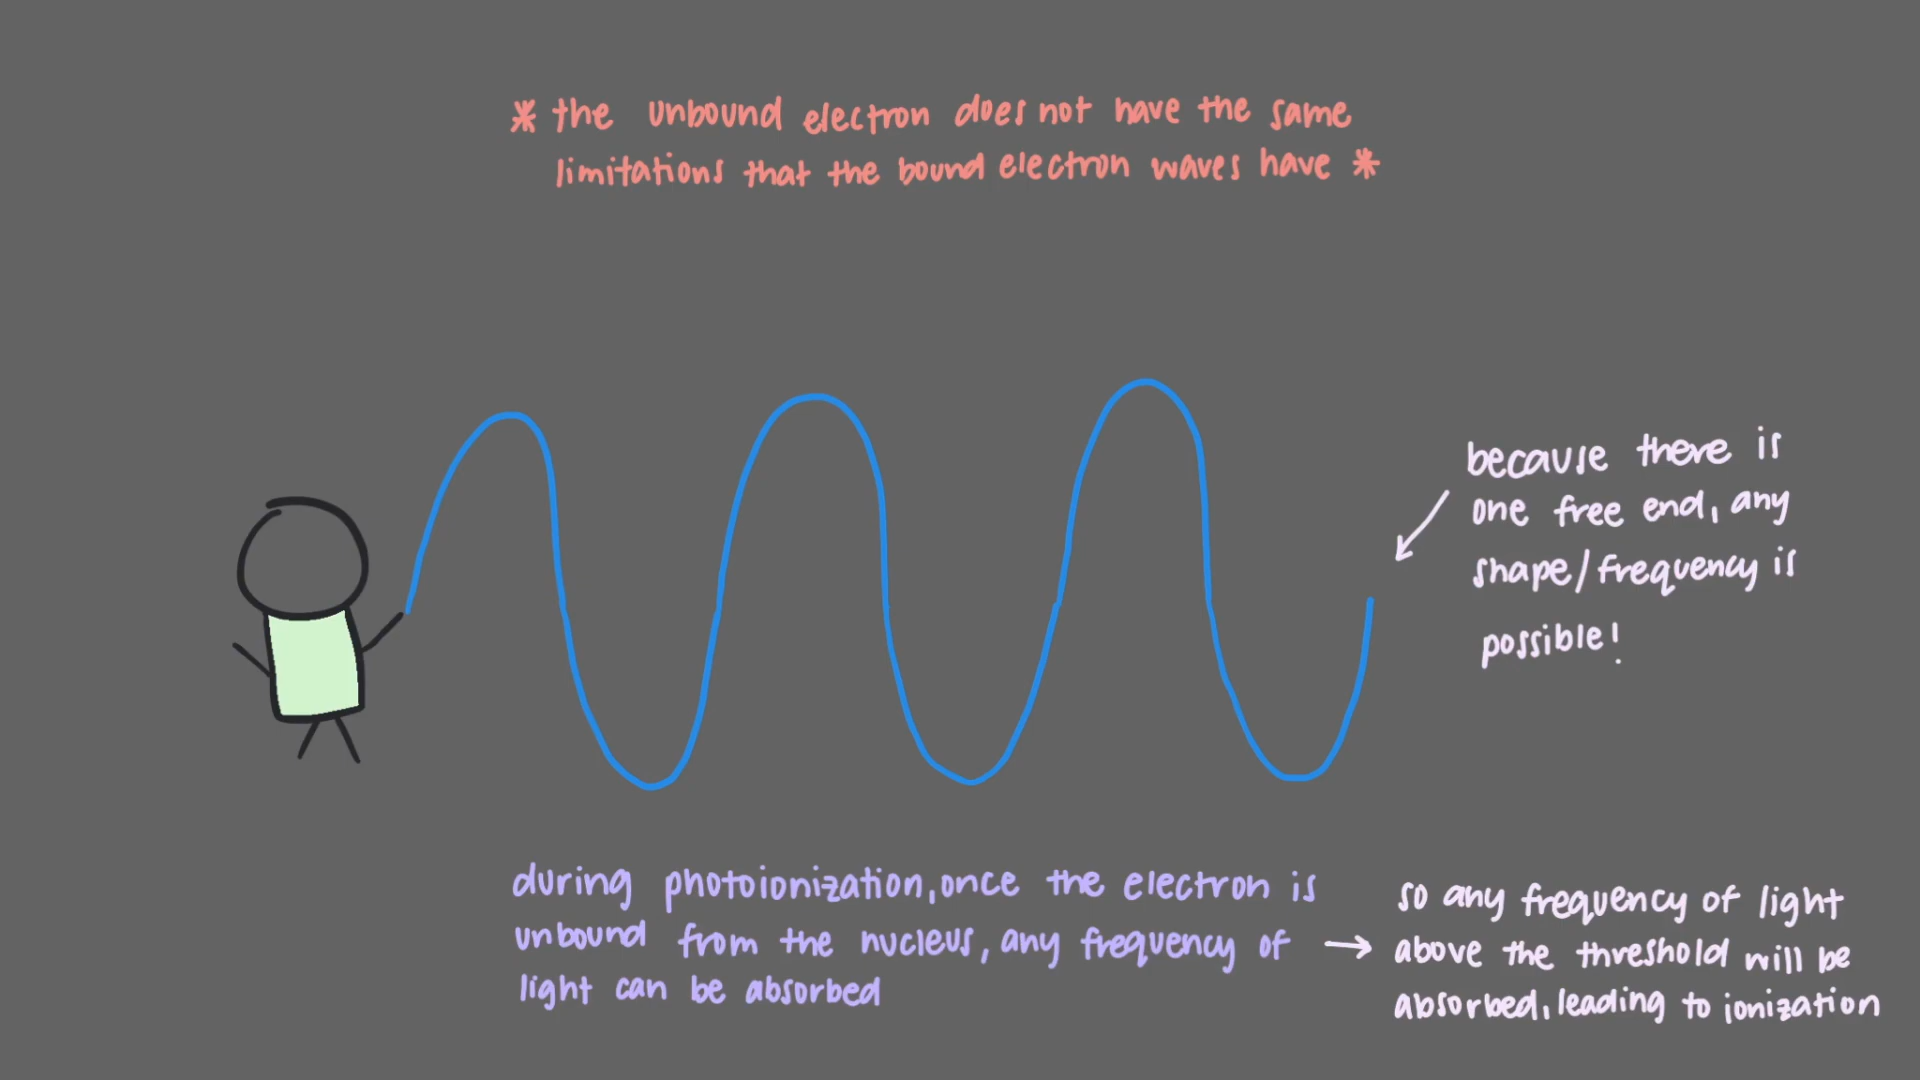 * the unbound electron does not have the same
limitations that the bound electron waves have *
because there is
one free end, any
shape/frequency is
possible!
during photoionization, once the electron is
unbound from the nucleus, any frequency of →
light can be absorbed
so any frequency of light
above the threshold will be
absorbed, leading to ionization